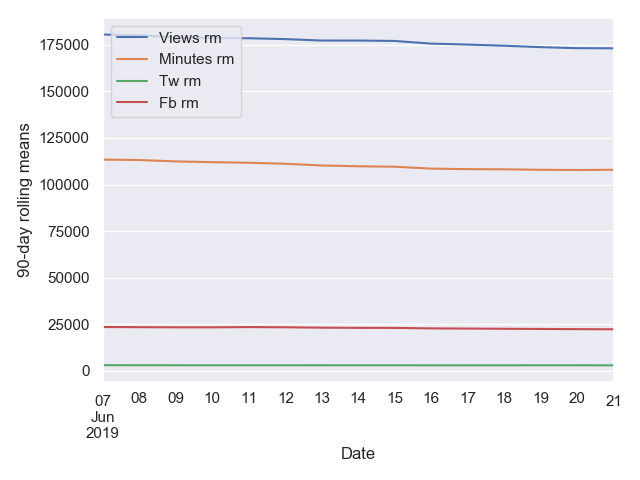 175000
150000
125000
100000
75000
50000
25000
0
90-day rolling means
Views rm
Minutes rm
Tw rm
Fb rm
07 08 09 10 11 12 13 14 15 16 17 18 19 20 21
Jun
2019
Date